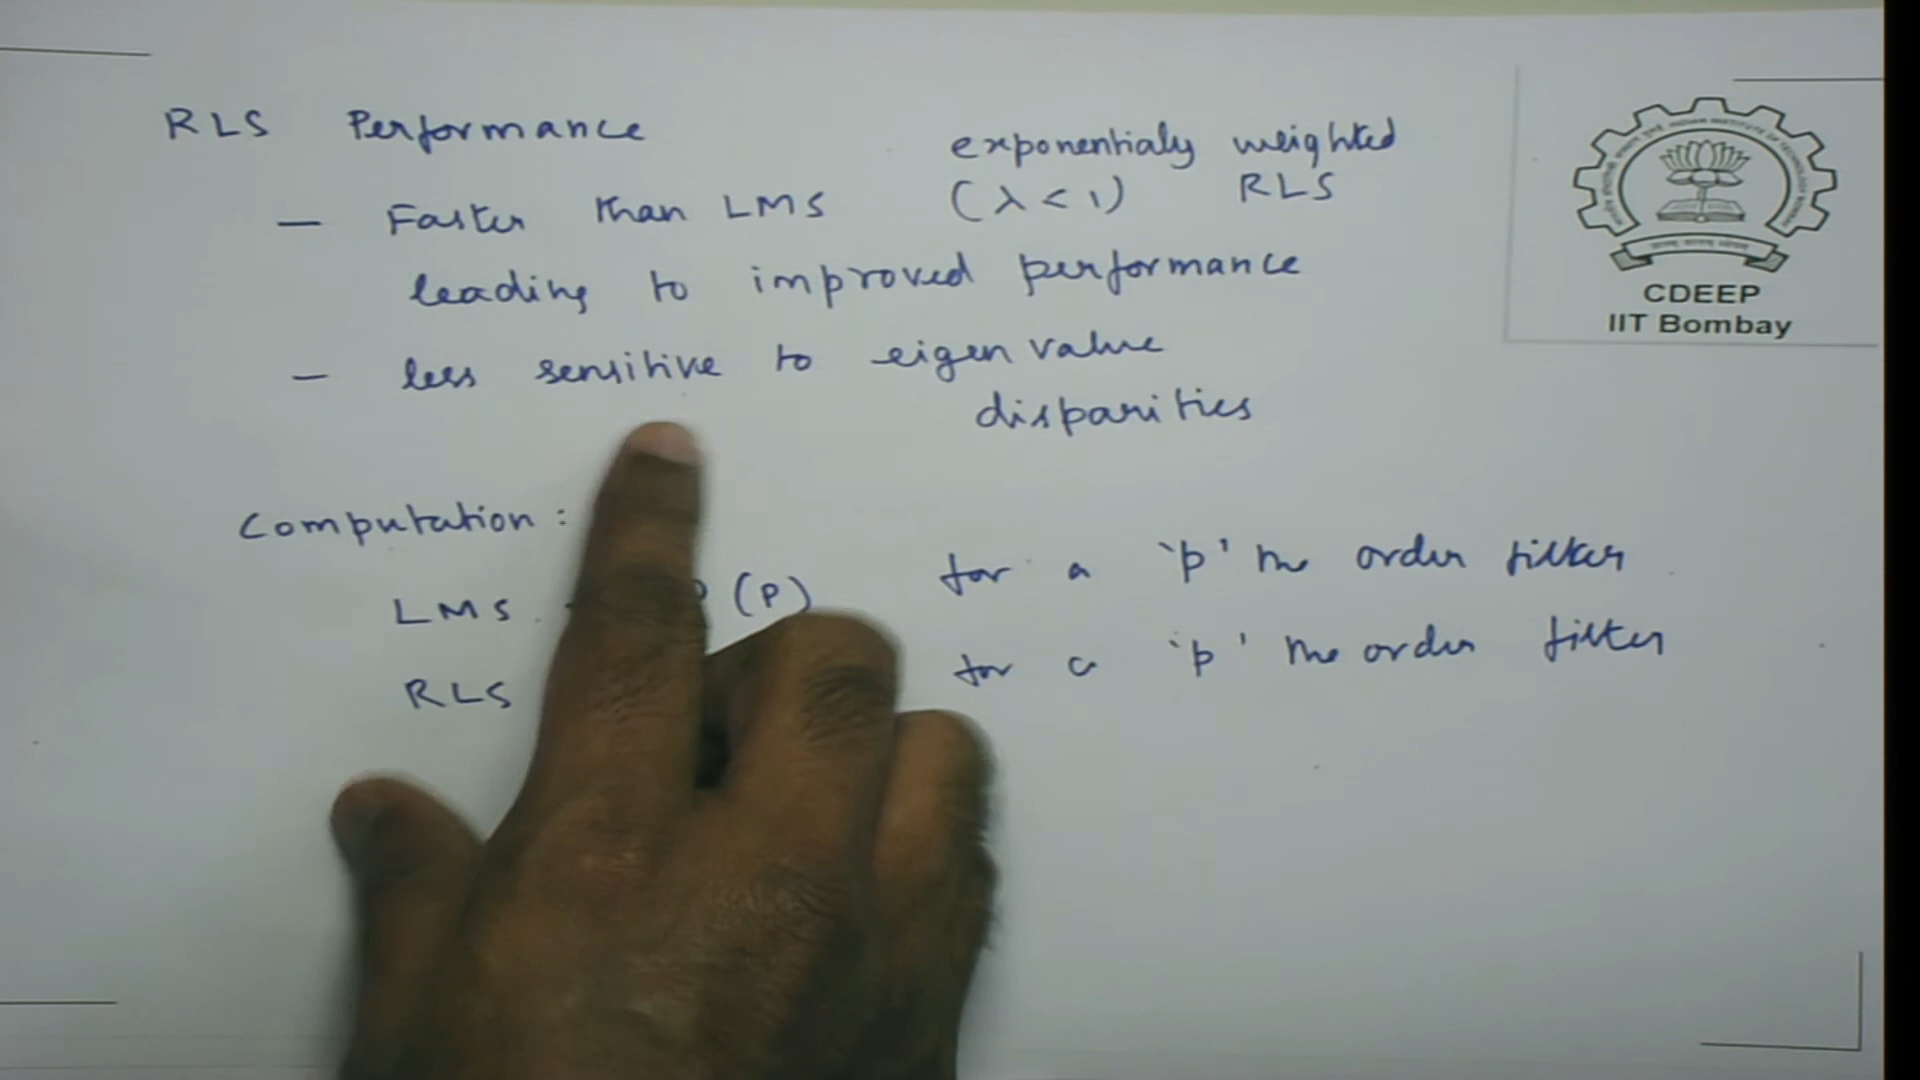 RLS Performance
exponentialy weighted
— Faster than LMS (λ < 1) RLS
leading to improved performance
— less sensitive to eigen value
disparities
Computation :
LMS (P) for a 'p' the order filter
RLS for a 'p' the order filter
CDEEP
IIT Bombay